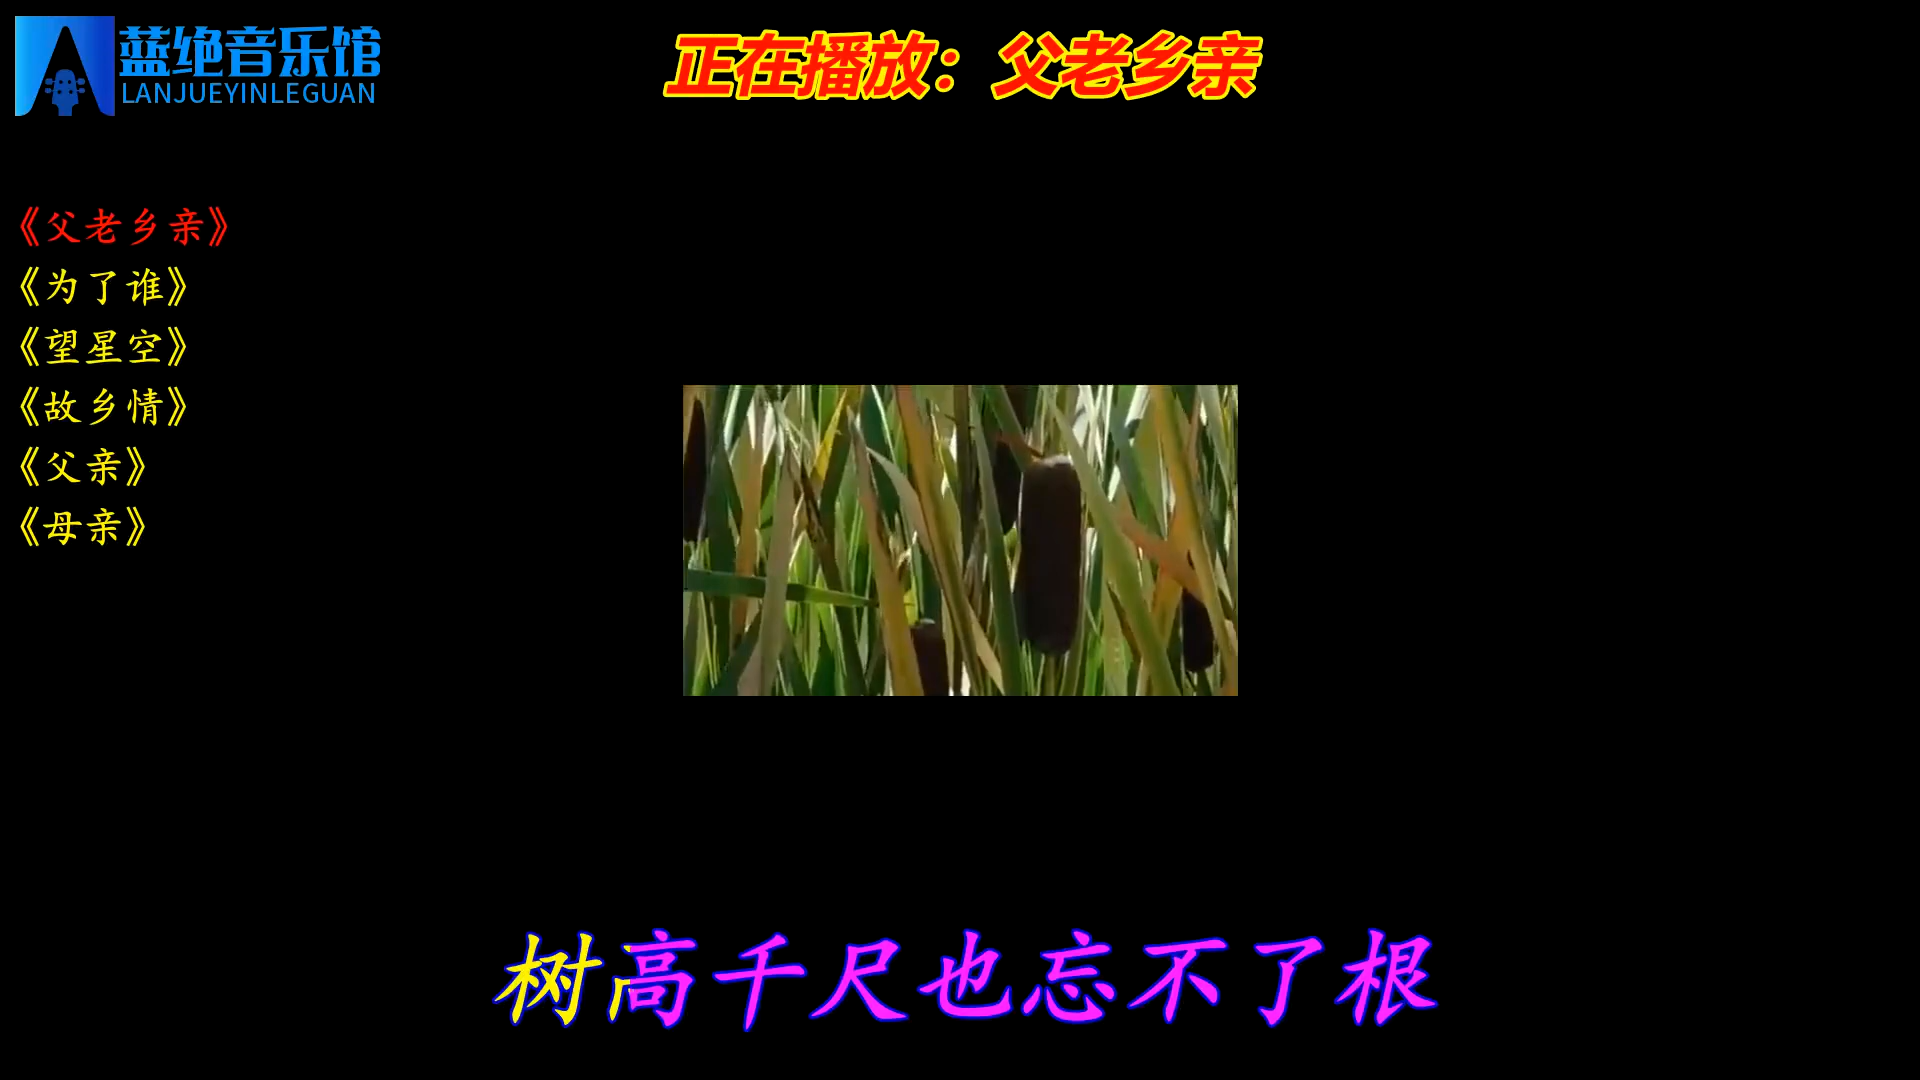 蓝绝音乐馆
LANJUEYINLEGUAN
正在播放：父老乡亲
《父老乡亲》
《为了谁》
《望星空》
《故乡情》
《父亲》
《母亲》
树高千尺也忘不了根